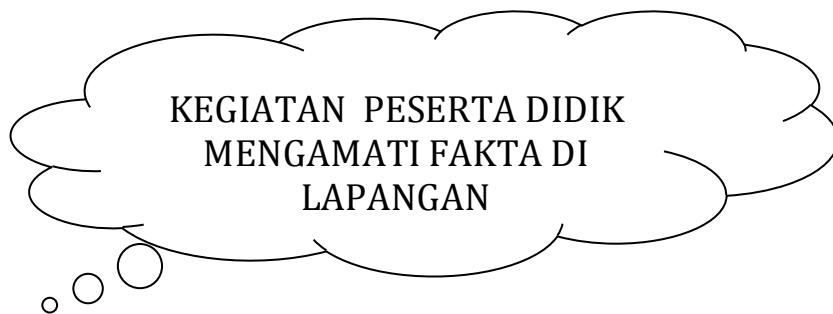 KEGIATAN PESERTA DIDIK
MENGAMATI FAKTA DI
LAPANGAN